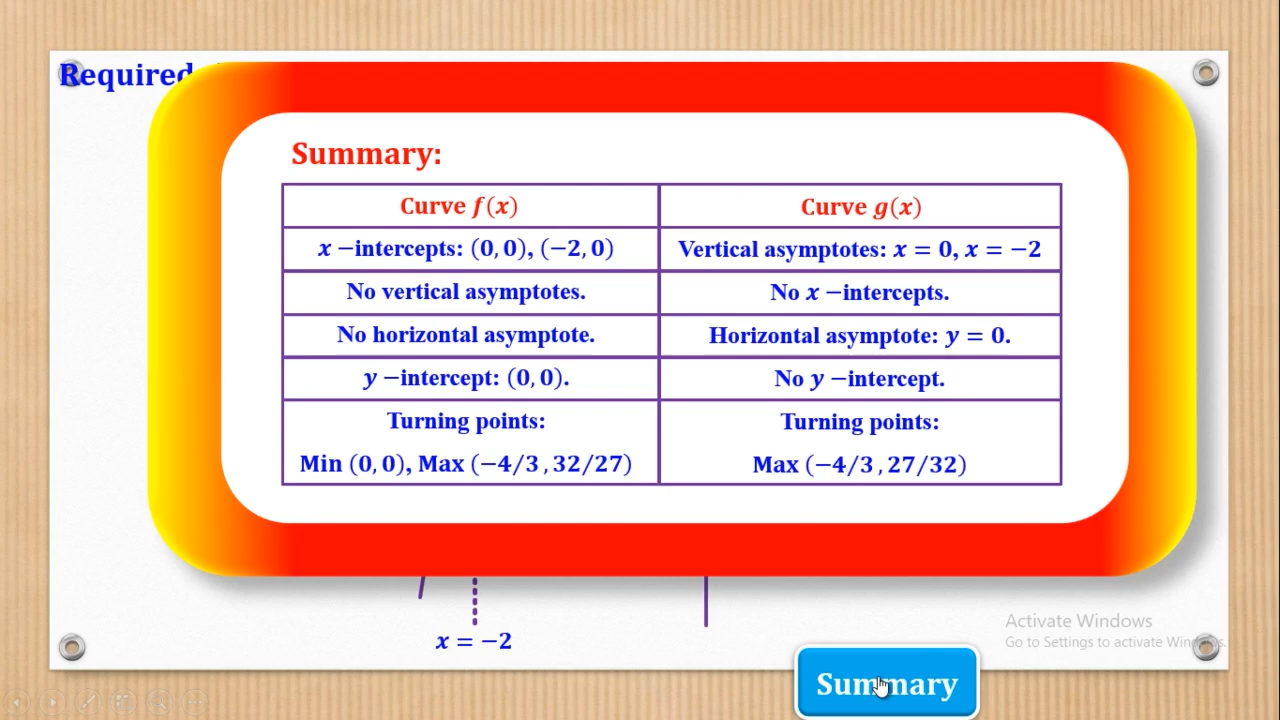 Required
Summary:
Curve f(x)
Curve g(x)
x −intercepts: (0, 0), (−2, 0)
Vertical asymptotes: x = 0, x = −2
No vertical asymptotes.
No x −intercepts.
No horizontal asymptote.
Horizontal asymptote: y = 0.
y −intercept: (0, 0).
No y −intercept.
Turning points:
Min (0, 0), Max (−4/3 , 32/27)
Turning points:
Max (−4/3 , 27/32)
x = −2
Activate Windows
Go to Settings to activate Windows.
Summary